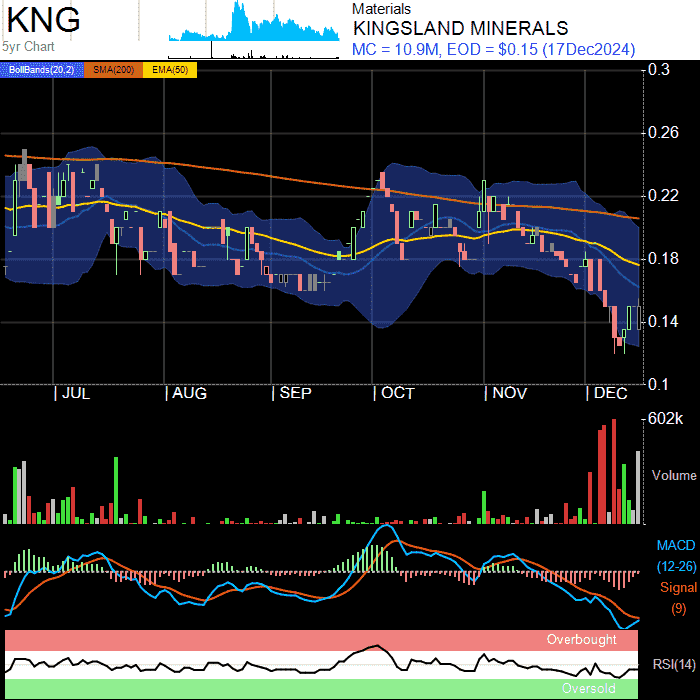 KNG
5yr Chart
Materials
KINGSLAND MINERALS
MC = 10.9M, EOD = $0.15 (17Dec2024)
BollBands(20,2) SMA(200) EMA(50)
0.3
0.26
0.22
0.18
0.14
0.1
JUL AUG SEP OCT NOV DEC
602k
Volume
MACD
(12-26)
Signal
(9)
Overbought
RSI(14)
Oversold